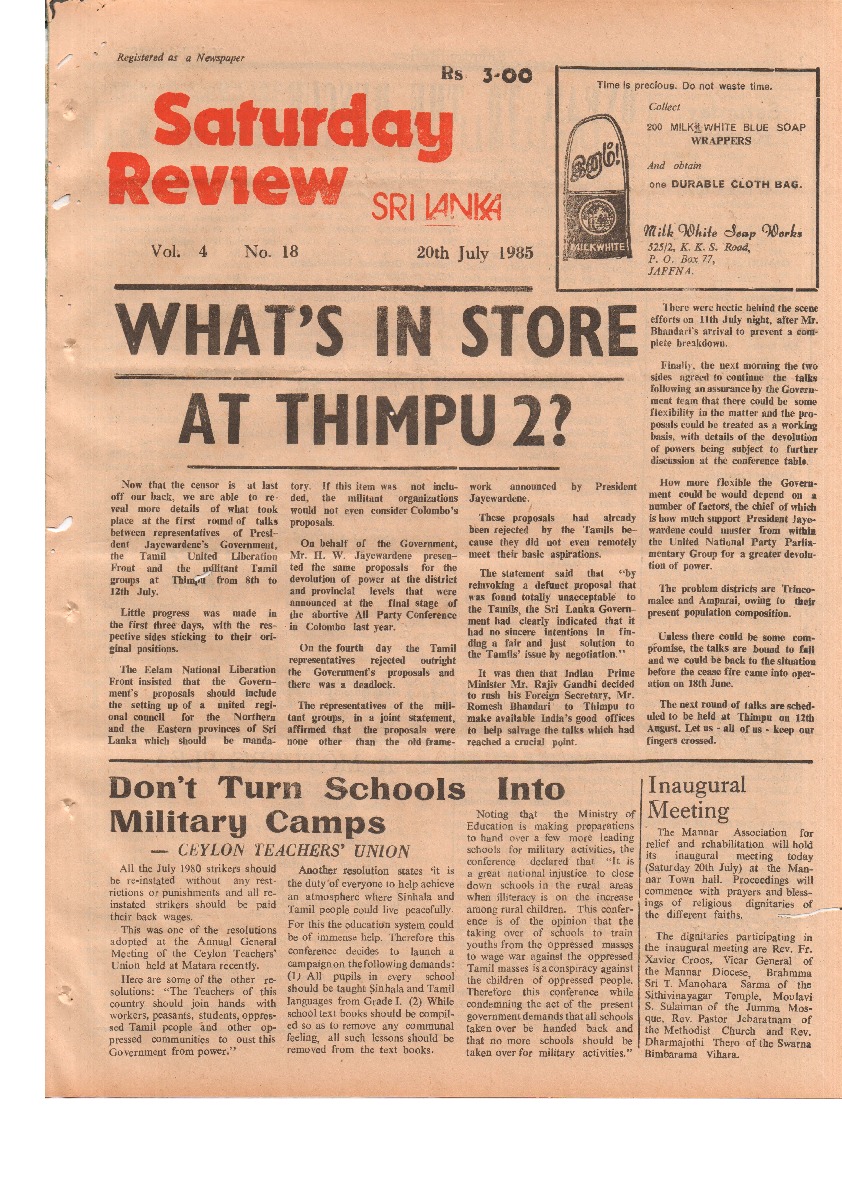 Registered as a Newspaper
Rs 3-00
Saturday
Review
SRI LANKA
Vol. 4 No. 18 20th July 1985
Time is precious. Do not waste time.
Collect
200 MILK WHITE BLUE SOAP
WRAPPERS
And obtain
one DURABLE CLOTH BAG.
Milk White Soap Works
525/2, K. K. S. Road,
P. O. Box 77,
JAFFNA.
MILKWHITE
WHAT'S IN STORE
AT THIMPU 2?
Now that the censor is at last
off our back, we are able to re-
veal more details of what took
place at the first round of talks
between representatives of Presi-
dent Jayewardene's Government,
the Tamil United Liberation
Front and the militant Tamil
groups at Thimpu from 8th to
12th July.
Little progress was made in
the first three days, with the res-
pective sides sticking to their ori-
ginal positions.
The Eelam National Liberation
Front insisted that the Govern-
ment's proposals should include
the setting up of a united regi-
onal council for the Northern
and the Eastern provinces of Sri
Lanka which should be manda-
tory. If this item was not inclu-
ded, the militant organizations
would not even consider Colombo's
proposals.
On behalf of the Government,
Mr. H. W. Jayewardene presen-
ted the same proposals for the
devolution of power at the district
and provincial levels that were
announced at the final stage of
the abortive All Party Conference
in Colombo last year.
On the fourth day the Tamil
representatives rejected outright
the Government's proposals and
there was a deadlock.
The representatives of the mili-
tant groups, in a joint statement,
affirmed that the proposals were
none other than the old frame-
work announced by President
Jayewardene.
These proposals had already
been rejected by the Tamils be-
cause they did not even remotely
meet their basic aspirations.
The statement said that "by
reinvoking a defunct proposal that
was found totally unacceptable to
the Tamils, the Sri Lanka Govern-
ment had clearly indicated that it
had no sincere intentions in fin-
ding a fair and just solution to
the Tamils' issue by negotiation."
It was then that Indian Prime
Minister Mr. Rajiv Gandhi decided
to rush his Foreign Secretary, Mr.
Romesh Bhandari to Thimpu to
make available India's good offices
to help salvage the talks which had
reached a crucial point.
There were hectic behind the scene
efforts on 11th July night, after Mr.
Bhandari's arrival to prevent a com-
plete breakdown.
Finally, the next morning the two
sides agreed to continue the talks
following an assurance by the Govern-
ment team that there could be some
flexibility in the matter and the pro-
posals could be treated as a working
basis, with details of the devolution
of powers being subject to further
discussion at the conference table.
How more flexible the Govern-
ment could be would depend on a
number of factors, the chief of which
is how much support President Jaye-
wardene could muster from within
the United National Party Parlia-
mentary Group for a greater devolu-
tion of power.
The problem districts are Trinco-
malee and Amparai, owing to their
present population composition.
Unless there could be some com-
promise, the talks are bound to fail
and we could be back to the situation
before the cease fire came into oper-
ation on 18th June.
The next round of talks are sched-
uled to be held at Thimpu on 12th
August. Let us - all of us - keep our
fingers crossed.
Don't Turn Schools Into
Military Camps
— CEYLON TEACHERS' UNION
All the July 1980 strikers should
be re-instated without any rest-
rictions or punishments and all re-
instated strikers should be paid
their back wages.
This was one of the resolutions
adopted at the Annual General
Meeting of the Ceylon Teachers'
Union held at Matara recently.
Here are some of the other re-
solutions: "The Teachers of this
country should join hands with
workers, peasants, students, oppres-
sed Tamil people and other op-
pressed communities to oust this
Government from power."
Another resolution states 'it is
the duty of everyone to help achieve
an atmosphere where Sinhala and
Tamil people could live peacefully.
For this the education system could
be of immense help. Therefore this
conference decides to launch a
campaign on the following demands:
(1) All pupils in every school
should be taught Sinhala and Tamil
languages from Grade I. (2) While
school text books should be compil-
ed so as to remove any communal
feeling, all such lessons should be
removed from the text books.
Noting that the Ministry of
Education is making preparations
to hand over a few more leading
schools for military activities, the
conference declared that "It is
a great national injustice to close
down schools in the rural areas
when illiteracy is on the increase
among rural children. This confer-
ence is of the opinion that the
taking over of schools to train
youths from the oppressed masses
to wage war against the oppressed
Tamil masses is a conspiracy against
the children of oppressed people.
Therefore this conference while
condemning the act of the present
government demands that all schools
taken over be handed back and
that no more schools should be
taken over for military activities."
Inaugural
Meeting
The Mannar Association for
relief and rehabilitation will hold
its inaugural meeting today
(Saturday 20th July) at the Man-
nar Town hall. Proceedings will
commence with prayers and bless-
ings of religious dignitaries of
the different faiths.
The dignitaries participating in
the inaugural meeting are Rev. Fr.
Xavier Croos, Vicar General of
the Mannar Diocese, Brahmma
Sri T. Manohara Sarma of the
Sithivinayagar Temple, Moulavi
S. Sulaiman of the Jumma Mos-
que, Rev. Pastor Jebaratnam of
the Methodist Church and Rev.
Dharmajothi Thero of the Swarna
Bimbarama Vihara.